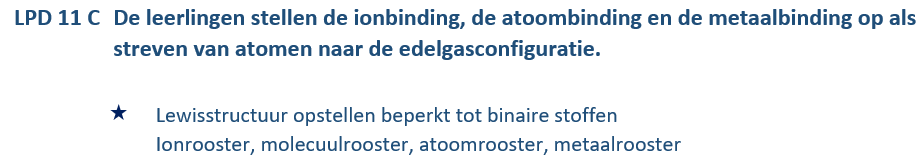 LPD 11 C De leerlingen stellen de ionbinding, de atoombinding en de metaalbinding op als
streven van atomen naar de edelgasconfiguratie.
★ Lewisstructuur opstellen beperkt tot binaire stoffen
Ionrooster, molecuulrooster, atoomrooster, metaalrooster